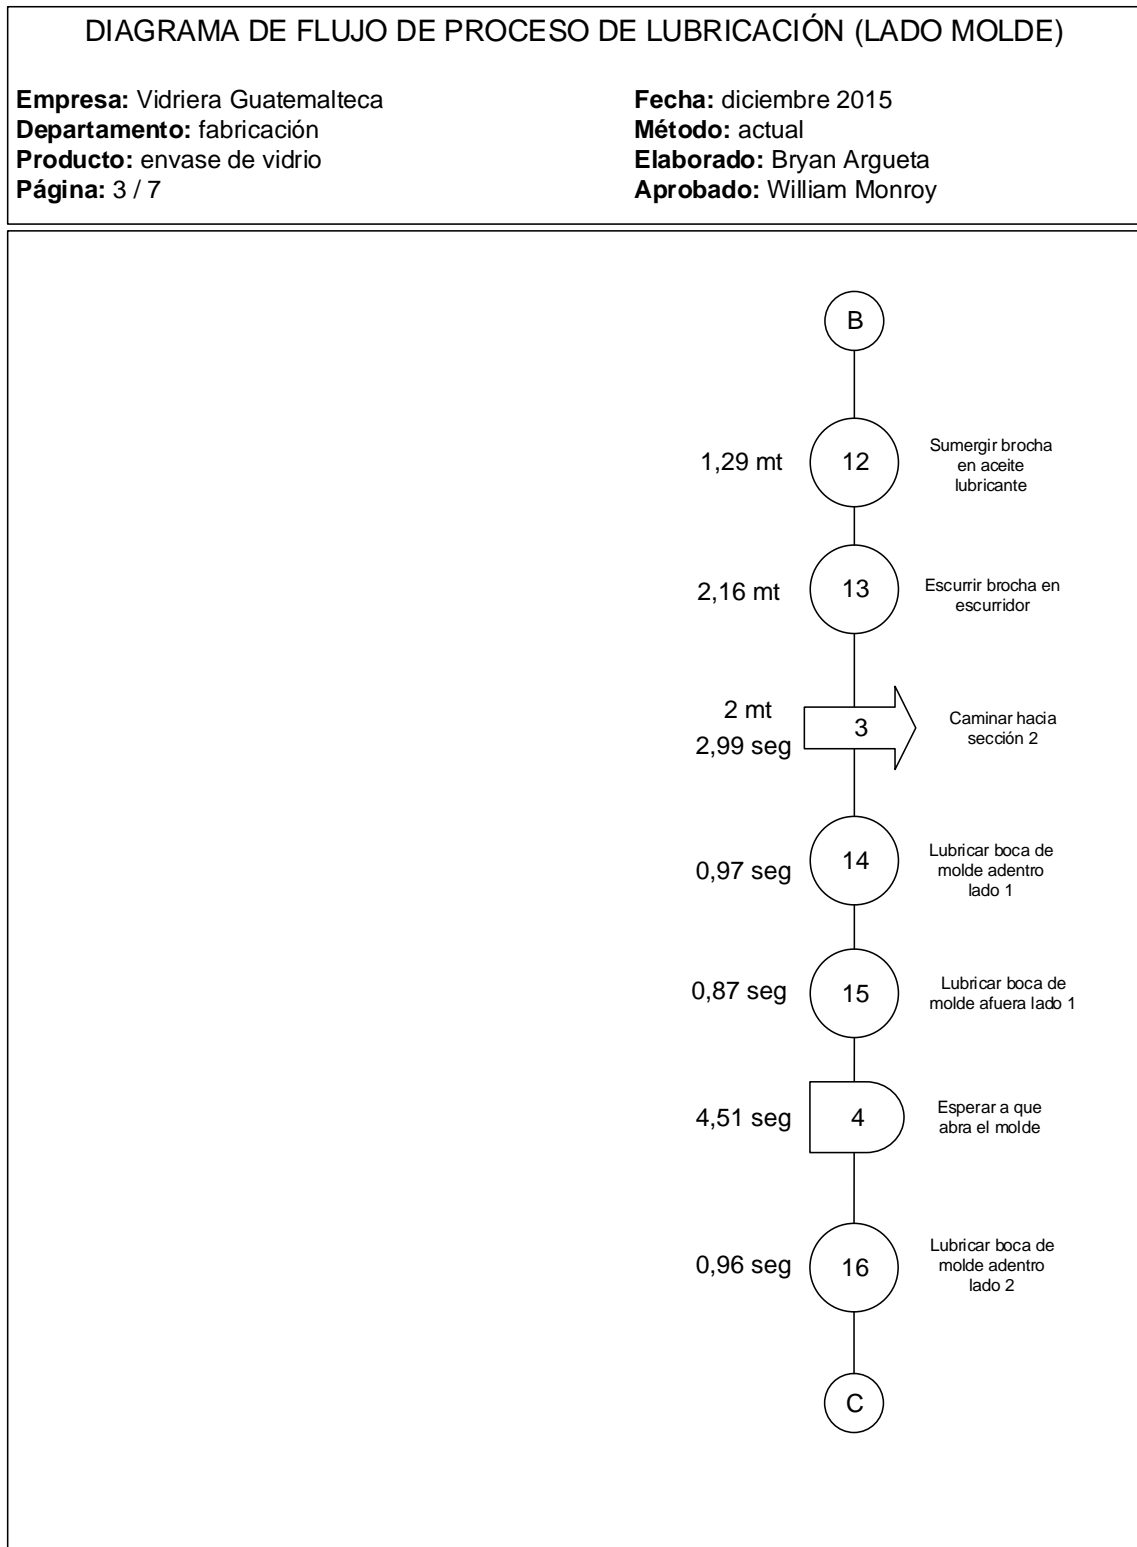 DIAGRAMA DE FLUJO DE PROCESO DE LUBRICACIÓN (LADO MOLDE)
Empresa: Vidriera Guatemalteca
Departamento: fabricación
Producto: envase de vidrio
Página: 3 / 7
Fecha: diciembre 2015
Método: actual
Elaborado: Bryan Argueta
Aprobado: William Monroy
B
1,29 mt
12
Sumergir brocha
en aceite
lubricante
2,16 mt
13
Escurrir brocha en
escurridor
2 mt
2,99 seg
3
Caminar hacia
sección 2
0,97 seg
14
Lubricar boca de
molde adentro
lado 1
0,87 seg
15
Lubricar boca de
molde afuera lado 1
4,51 seg
4
Esperar a que
abra el molde
0,96 seg
16
Lubricar boca de
molde adentro
lado 2
C